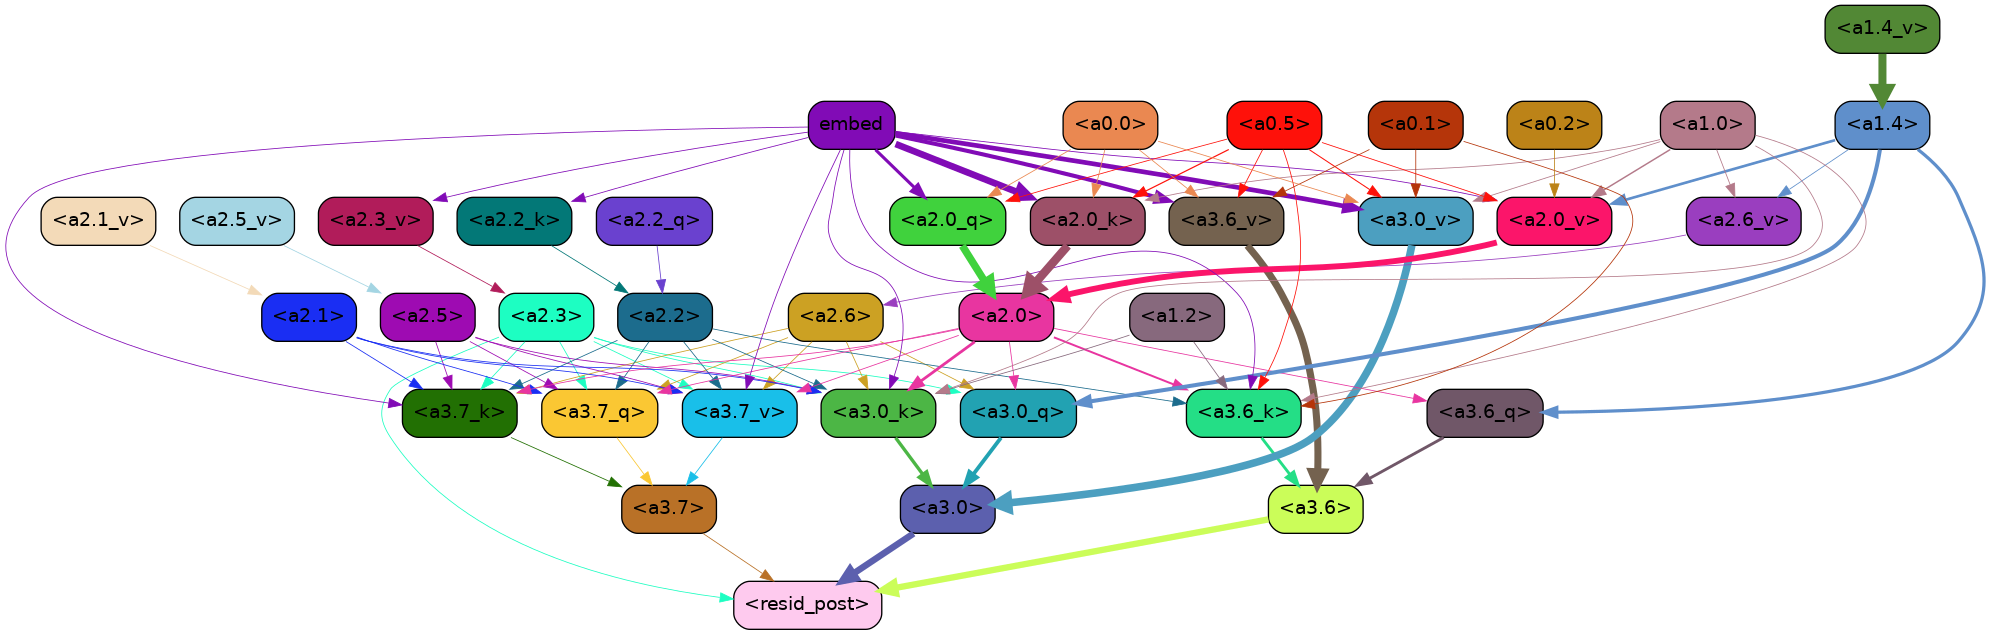 <a1.4_v>
embed
<a0.0>
<a0.5>
<a0.1>
<a0.2>
<a1.0>
<a1.4>
<a2.1_v>
<a2.5_v>
<a2.3_v>
<a2.2_k>
<a2.2_q>
<a2.0_q>
<a2.0_k>
<a3.6_v>
<a3.0_v>
<a2.0_v>
<a2.6_v>
<a2.1>
<a2.5>
<a2.3>
<a2.2>
<a2.6>
<a2.0>
<a1.2>
<a3.7_k>
<a3.7_q>
<a3.7_v>
<a3.0_k>
<a3.0_q>
<a3.6_k>
<a3.6_q>
<a3.7>
<a3.0>
<a3.6>
<resid_post>